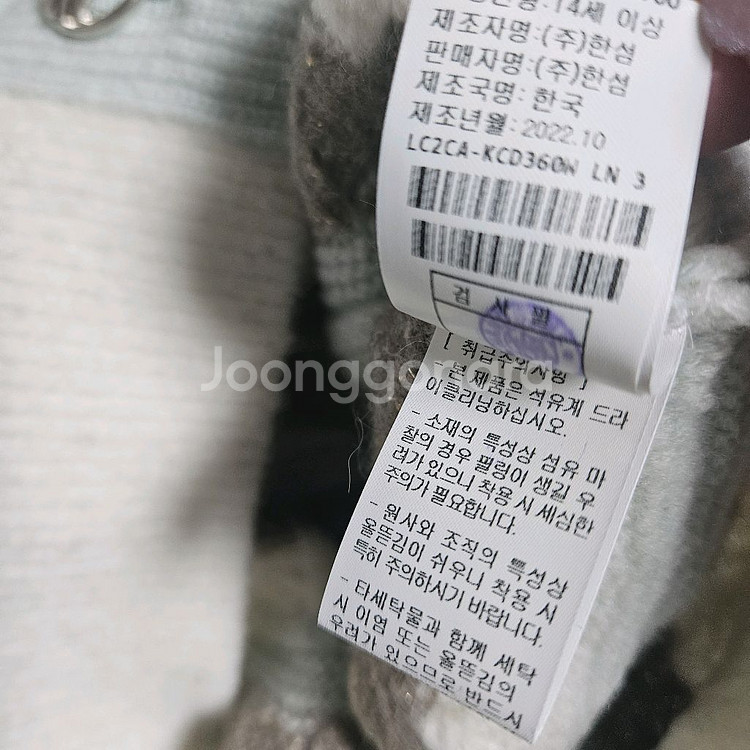 14세 이상
제조자명:(주)한섬
판매자명:(주)한섬
제조국명: 한국
제조년월:2022.10
LC2CA-KCD360W LN 3
검 사 필
Joonggonara
[ 취급주의사항 ]
본 제품은 석유계 드라
이클리닝하십시오.
- 소재의 특성상 섬유 마
찰의 경우 필링이 생길 우
려가 있으니 착용 시 세심한
주의가 필요합니다.
- 원사와 조직의 특성상
올뜯김이 쉬우니 착용 시
특히 주의하시기 바랍니다.
- 타세탁물과 함께 세탁
시 이염 또는 올뜯김의
우려가 있으므로 반드시